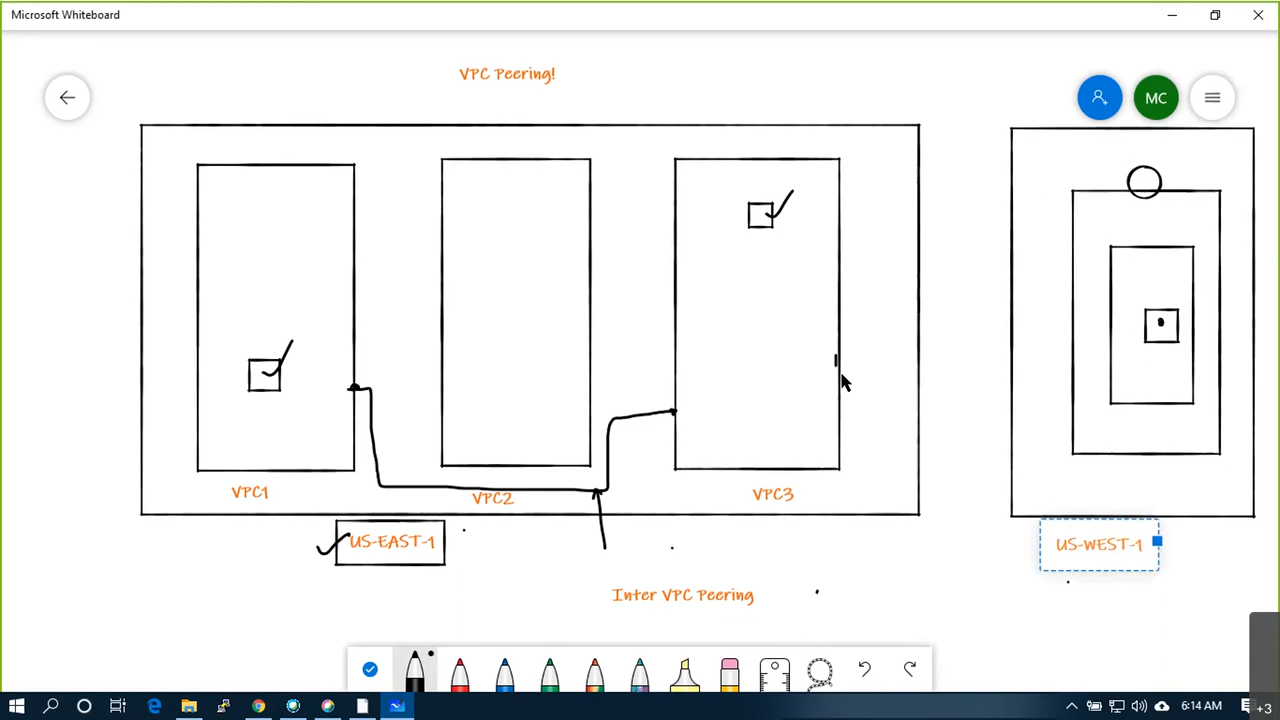 Microsoft Whiteboard
VPC Peering!
MC
VPC1
VPC2
VPC3
US-EAST-1
US-WEST-1
Inter VPC Peering
6:14 AM
+3